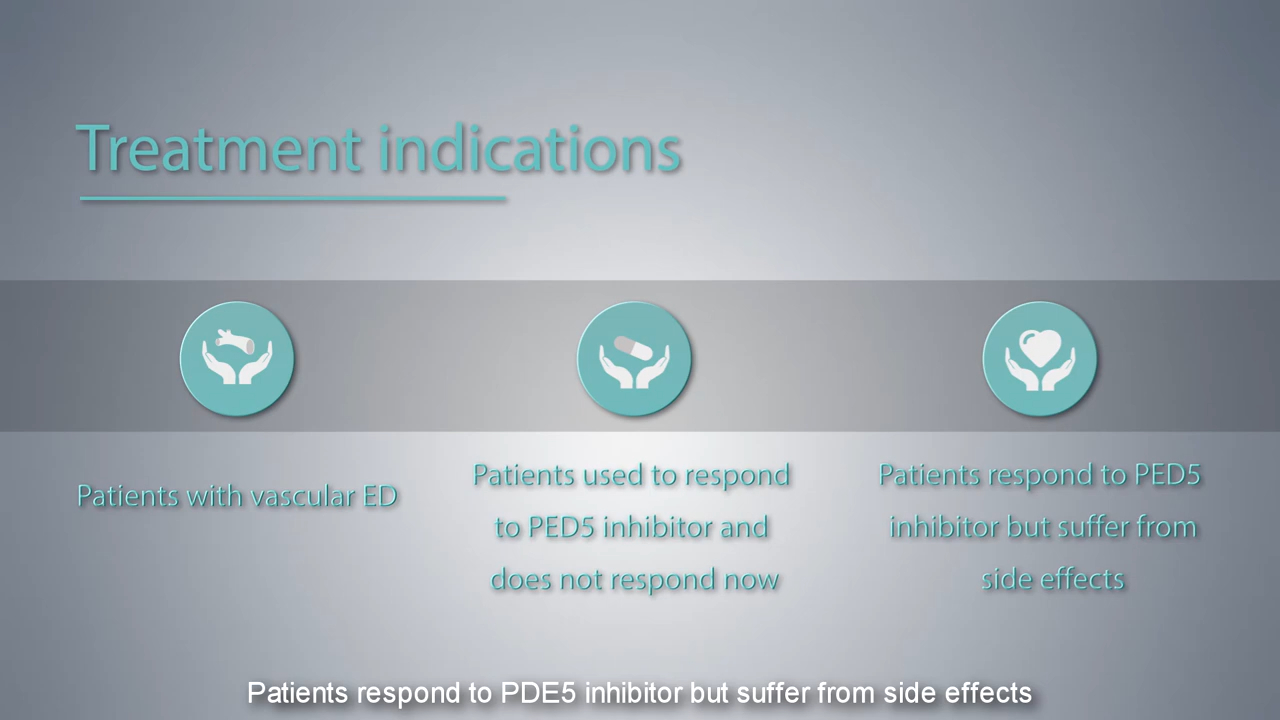 Treatment indications
Patients with vascular ED
Patients used to respond
to PED5 inhibitor and
does not respond now
Patients respond to PED5
inhibitor but suffer from
side effects
Patients respond to PDE5 inhibitor but suffer from side effects